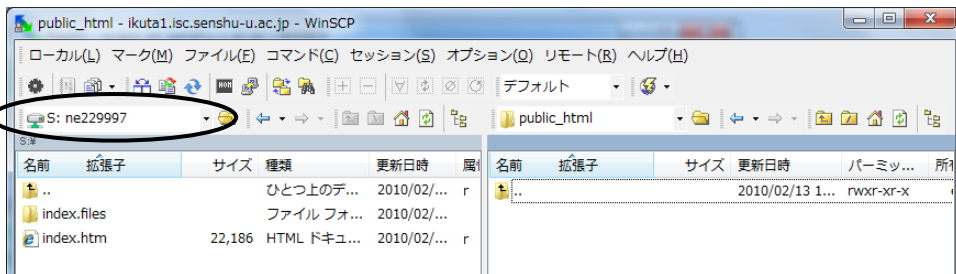 public_html - ikuta1.isc.senshu-u.ac.jp - WinSCP
ローカル(L) マーク(M) ファイル(F) コマンド(C) セッション(S) オプション(O) リモート(R) ヘルプ(H)
デフォルト
S: ne229997
public_html
S:¥
名前 拡張子 サイズ 種類 更新日時 属
名前 拡張子 サイズ 更新日時 パーミッ... 所
.. ひとつ上のデ... 2010/02/... r
.. 2010/02/13 1... rwxr-xr-x
index.files ファイル フォ... 2010/02/...
index.htm 22,186 HTML ドキュ... 2010/02/... r